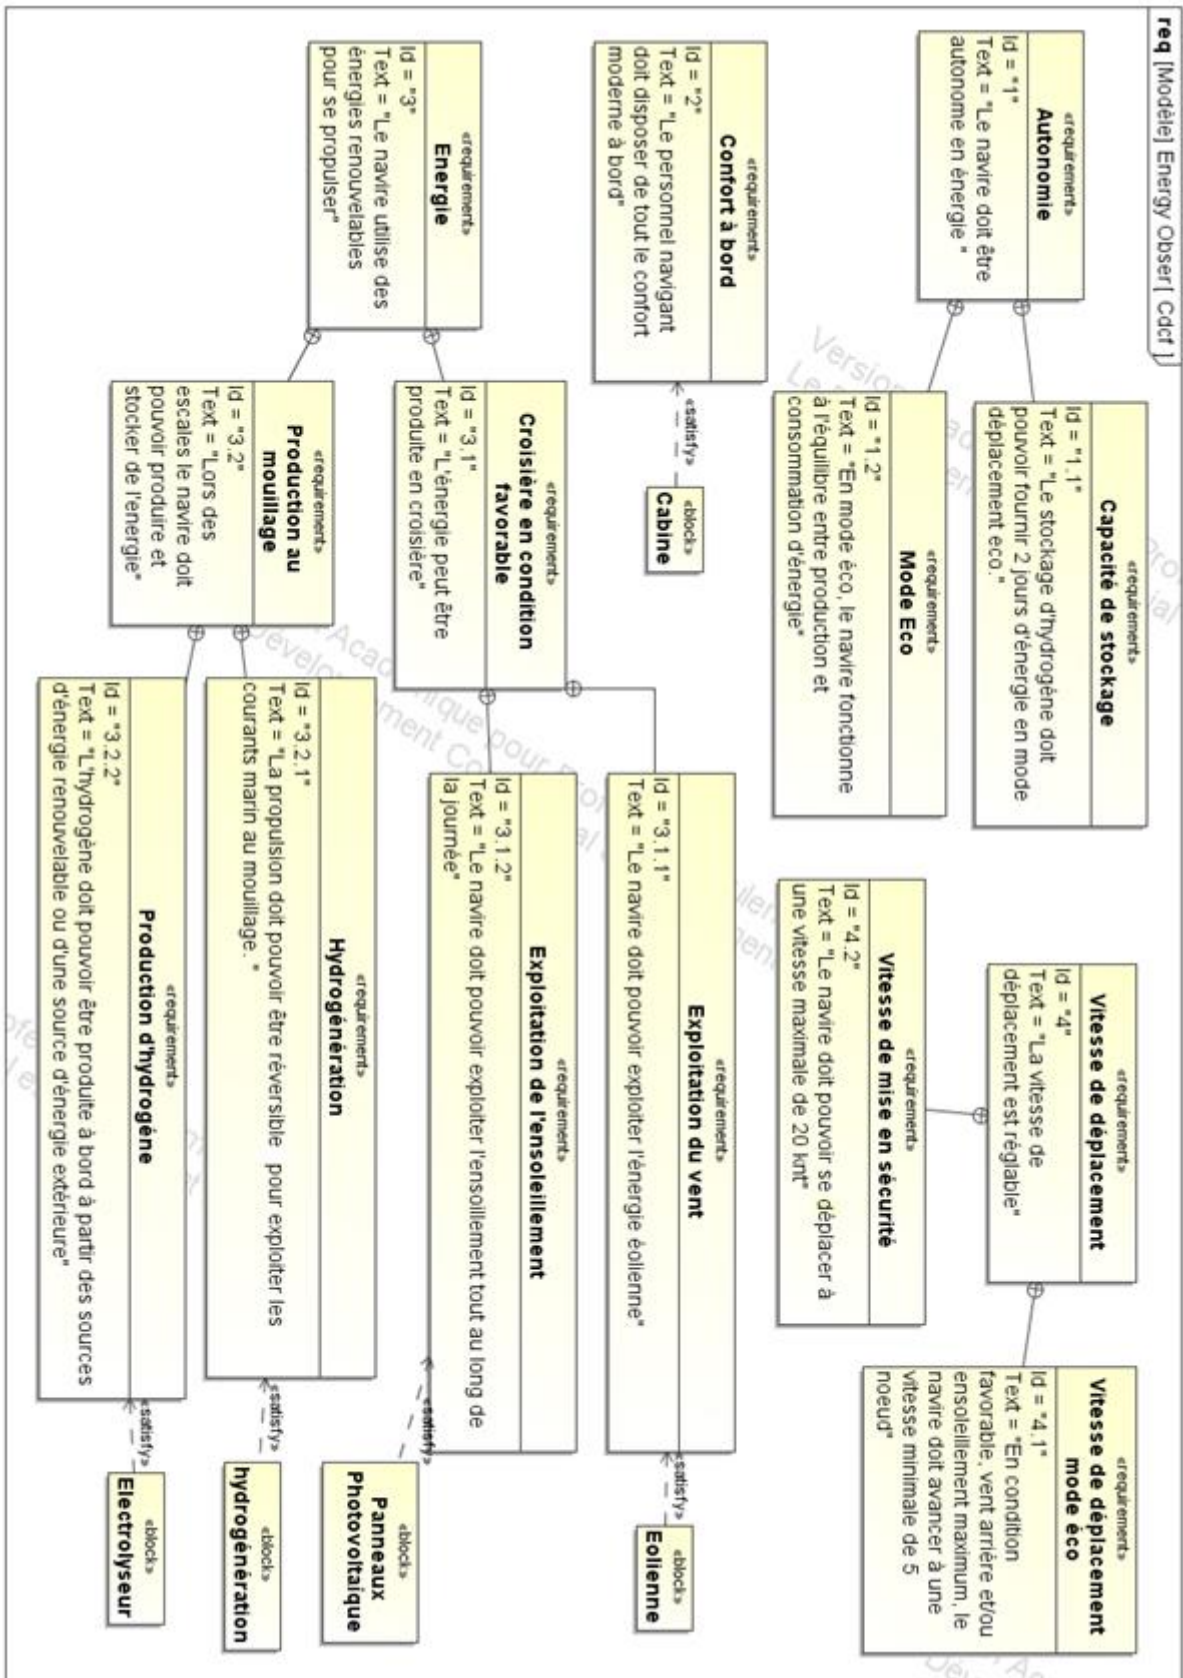 req [Modèle] Energy Obser[ Cdcf ]
«requirement»
Autonomie
Id = "1"
Text = "Le navire doit être
autonome en énergie "
«requirement»
Capacité de stockage
Id = "1.1"
Text = "Le stockage d'hydrogène doit
pouvoir fournir 2 jours d'énergie en mode
déplacement eco."
«requirement»
Mode Eco
Id = "1.2"
Text = "En mode éco, le navire fonctionne
à l'équilibre entre production et
consommation d'énergie"
«requirement»
Vitesse de déplacement
Id = "4"
Text = "La vitesse de
déplacement est réglable"
«requirement»
Vitesse de déplacement
mode éco
Id = "4.1"
Text = "En condition
favorable, vent arrière et/ou
ensoleillement maximum, le
navire doit avancer à une
vitesse minimale de 5
noeud"
«requirement»
Vitesse de mise en sécurité
Id = "4.2"
Text = "Le navire doit pouvoir se déplacer à
une vitesse maximale de 20 knt"
«requirement»
Confort à bord
Id = "2"
Text = "Le personnel navigant
doit disposer de tout le confort
moderne à bord"
«satisfy»
«block»
Cabine
«requirement»
Energie
Id = "3"
Text = "Le navire utilise des
énergies renouvelables
pour se propulser"
«requirement»
Croisière en condition
favorable
Id = "3.1"
Text = "L'énergie peut être
produite en croisière"
«requirement»
Exploitation du vent
Id = "3.1.1"
Text = "Le navire doit pouvoir exploiter l'énergie éolienne"
«satisfy»
«block»
Eolienne
«requirement»
Exploitation de l'ensoleillement
Id = "3.1.2"
Text = "Le navire doit pouvoir exploiter l'ensoillement tout au long de
la journée"
«satisfy»
«block»
Panneaux
Photovoltaique
«requirement»
Production au
mouillage
Id = "3.2"
Text = "Lors des
escales le navire doit
pouvoir produire et
stocker de l'energie"
«requirement»
Hydrogénération
Id = "3.2.1"
Text = "La propulsion doit pouvoir être réversible pour exploiter les
courants marin au mouillage. "
«satisfy»
«block»
hydrogénération
«requirement»
Production d'hydrogéne
Id = "3.2.2"
Text = "L'hydrogène doit pouvoir être produite à bord à partir des sources
d'énergie renouvelable ou d'une source d'énergie extérieure"
«satisfy»
«block»
Electrolyseur